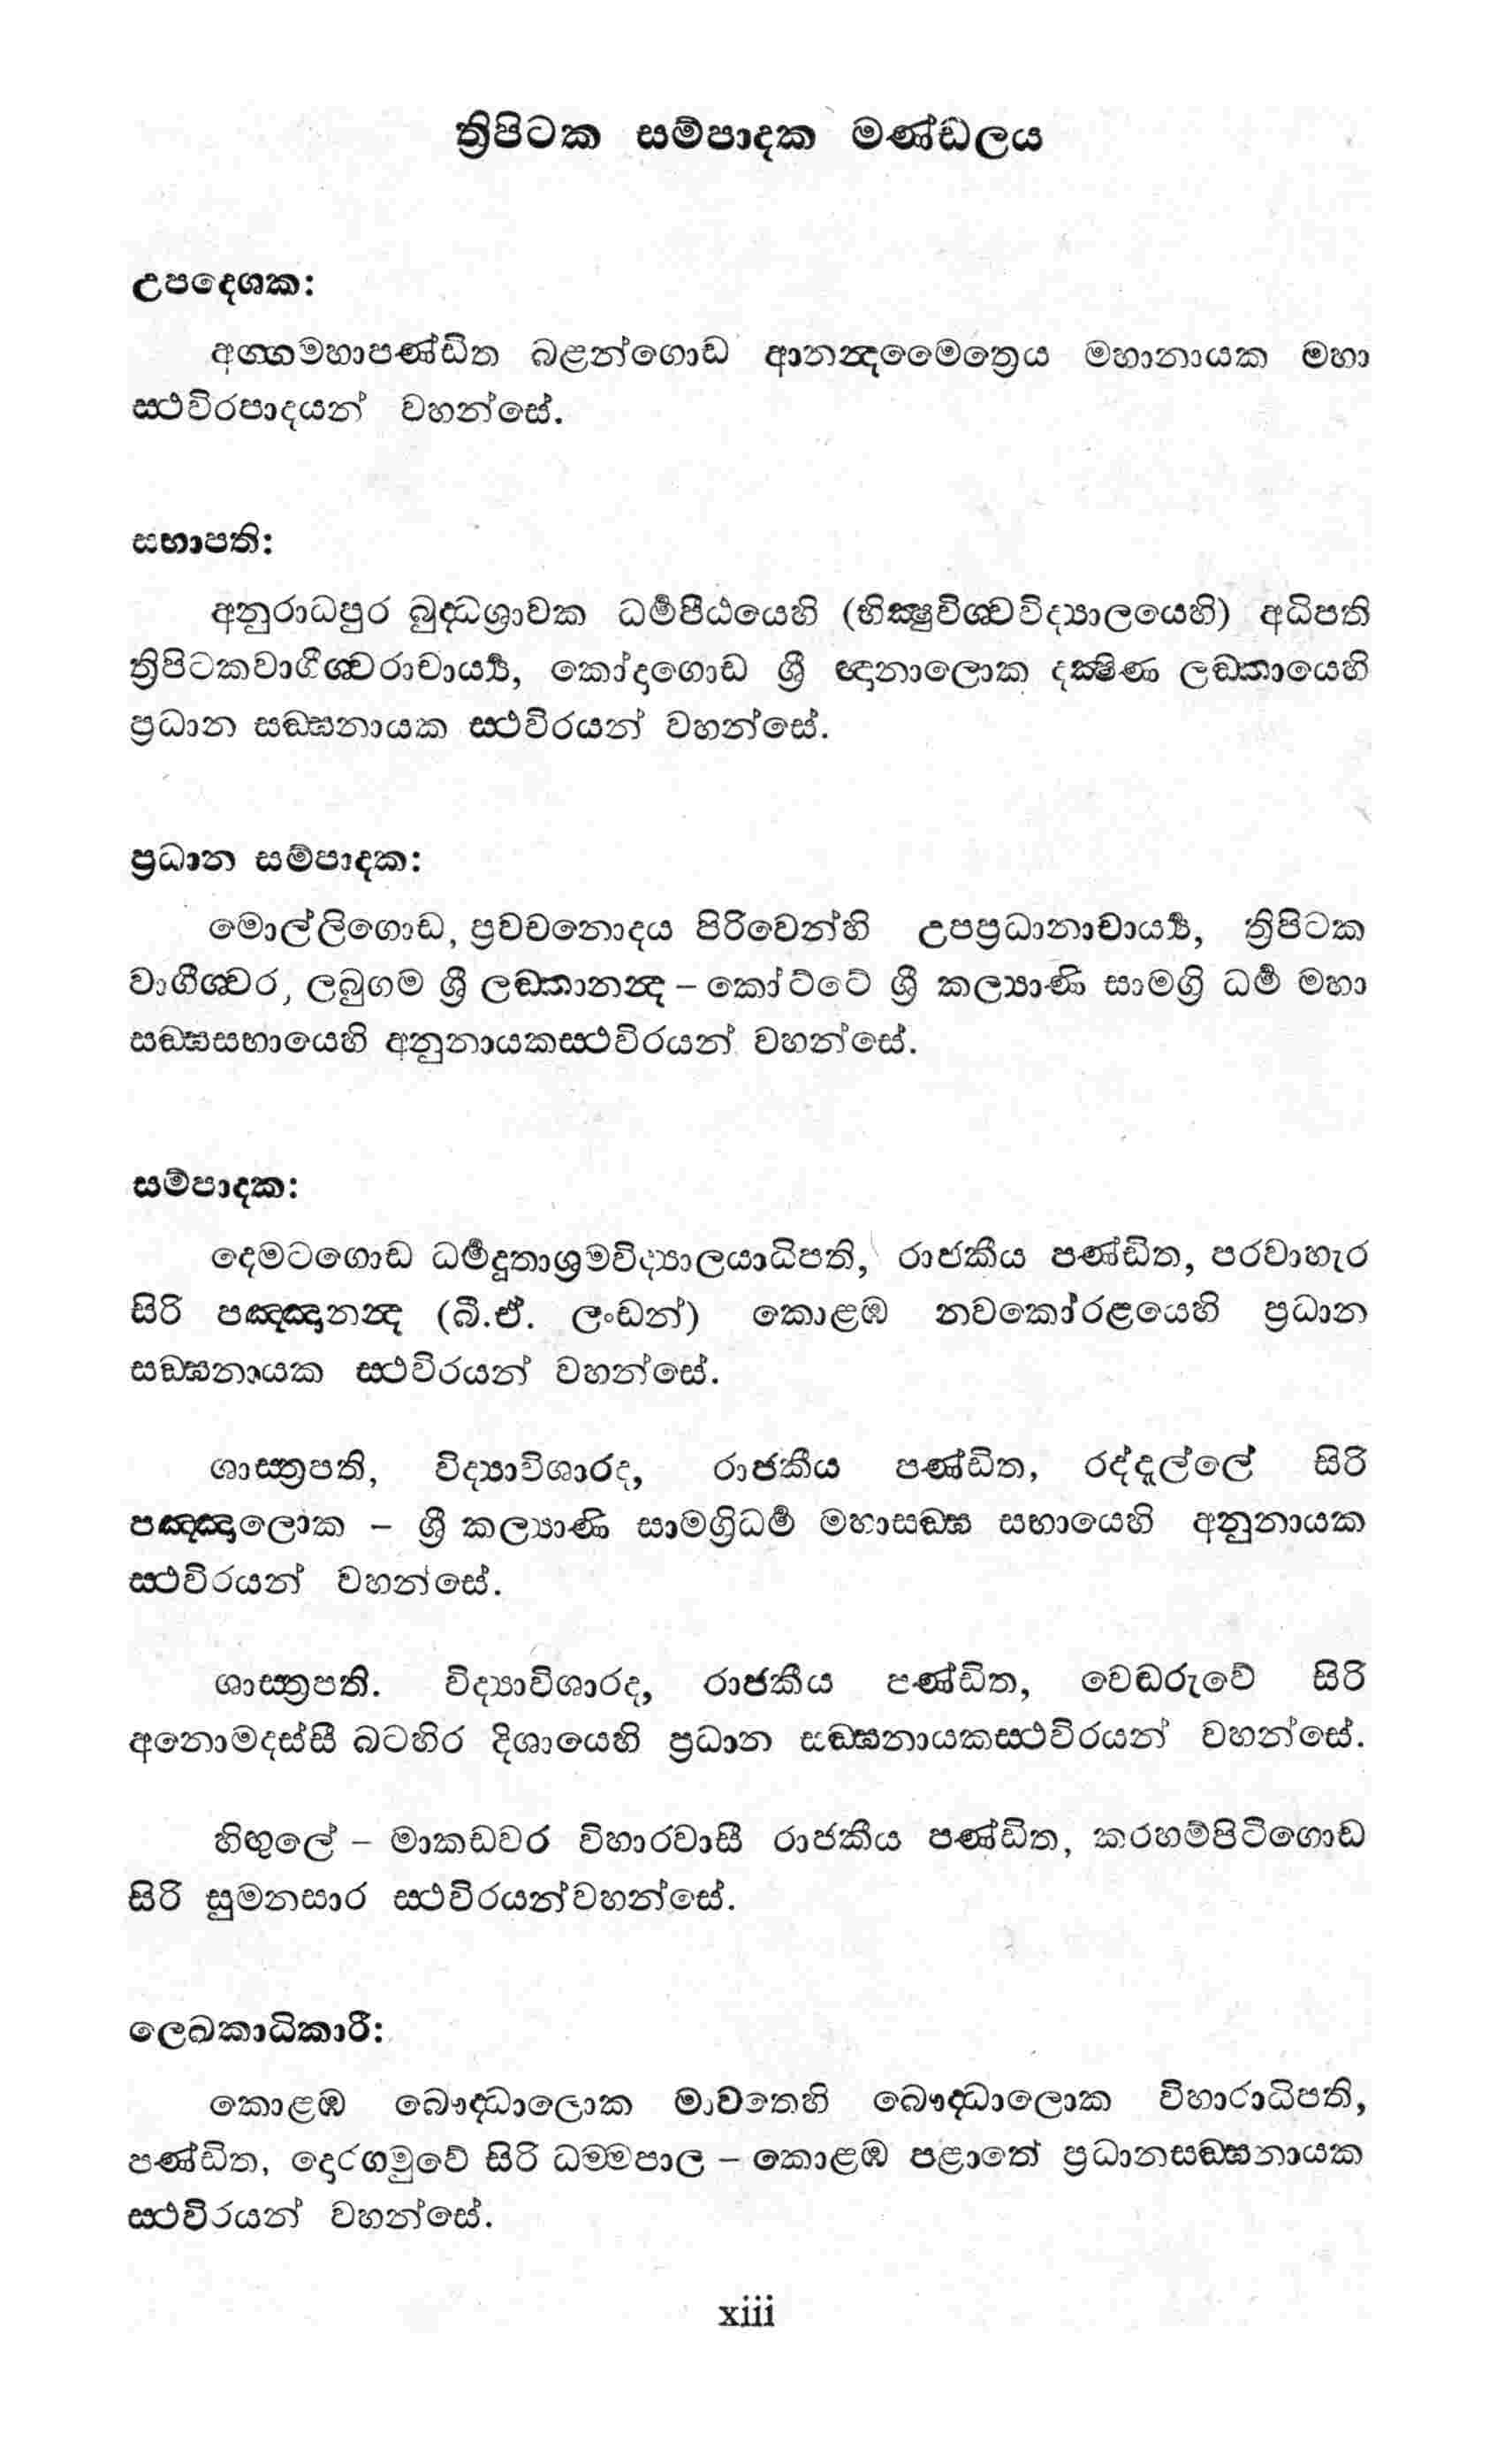 ත්‍රිපිටක සම්පාදක මණ්ඩලය
උපදෙශක:
අග්‍ගමහාපණ්ඩිත බළන්ගොඩ ආනන්‍දමෛත්‍රෙය මහානායක මහා
ස්‍ථවිරපාදයන් වහන්සේ.
සභාපති:
අනුරාධපුර බුද්‍ධශ්‍රාවක ධර්‍මපීඨයෙහි (භික්‍ෂුවිශ්‍වවිද්‍යාලයෙහි) අධිපති
ත්‍රිපිටකවාගීශ්‍වරාචාර්‍ය්‍ය, කෝදාගොඩ ශ්‍රී ඥානාලොක දක්‍ෂිණ ලඞ්කායෙහි
ප්‍රධාන සඞ්ඝනායක ස්‍ථවිරයන් වහන්සේ.
ප්‍රධාන සම්පාදක:
මොල්ලිගොඩ, ප්‍රවචනොදය පිරිවෙන්හි උපප්‍රධානාචාර්‍ය්‍ය, ත්‍රිපිටක
වාගීශ්‍වර, ලබුගම ශ්‍රී ලඞ්කානන්‍ද – කෝට්ටේ ශ්‍රී කල්‍යාණි සාමග්‍රි ධර්‍ම මහා
සඞ්ඝසභායෙහි අනුනායකස්‍ථවිරයන් වහන්සේ.
සම්පාදක:
දෙමටගොඩ ධර්‍මදූතාශ්‍රමවිද්‍යාලයාධිපති, රාජකීය පණ්ඩිත, පරවාහැර
සිරි පඤ්ඤානන්‍ද (බී.ඒ. ලංඩන්) කොළඹ නවකෝරළයෙහි ප්‍රධාන
සඞ්ඝනායක ස්‍ථවිරයන් වහන්සේ.
ශාස්‍ත්‍රපති, විද්‍යාවිශාරද, රාජකීය පණ්ඩිත, රද්දැල්ලේ සිරි
පඤ්ඤාලොක – ශ්‍රී කල්‍යාණි සාමග්‍රිධර්‍ම මහාසඞ්ඝ සභායෙහි අනුනායක
ස්‍ථවිරයන් වහන්සේ.
ශාස්‍ත්‍රපති. විද්‍යාවිශාරද, රාජකීය පණ්ඩිත, වෙඬරුවේ සිරි
අනොමදස්සී බටහිර දිශායෙහි ප්‍රධාන සඞ්ඝනායකස්‍ථවිරයන් වහන්සේ.
හිඟුලේ – මාකඩවර විහාරවාසී රාජකීය පණ්ඩිත, කරහම්පිටිගොඩ
සිරි සුමනසාර ස්‍ථවිරයන්වහන්සේ.
ලෙඛකාධිකාරී:
කොළඹ බෞද්‍ධාලොක මාවතෙහි බෞද්‍ධාලොක විහාරාධිපති,
පණ්ඩිත, දොරගමුවේ සිරි ධම්මපාල – කොළඹ පළාතේ ප්‍රධානසඞ්ඝනායක
ස්‍ථවිරයන් වහන්සේ.
xiii